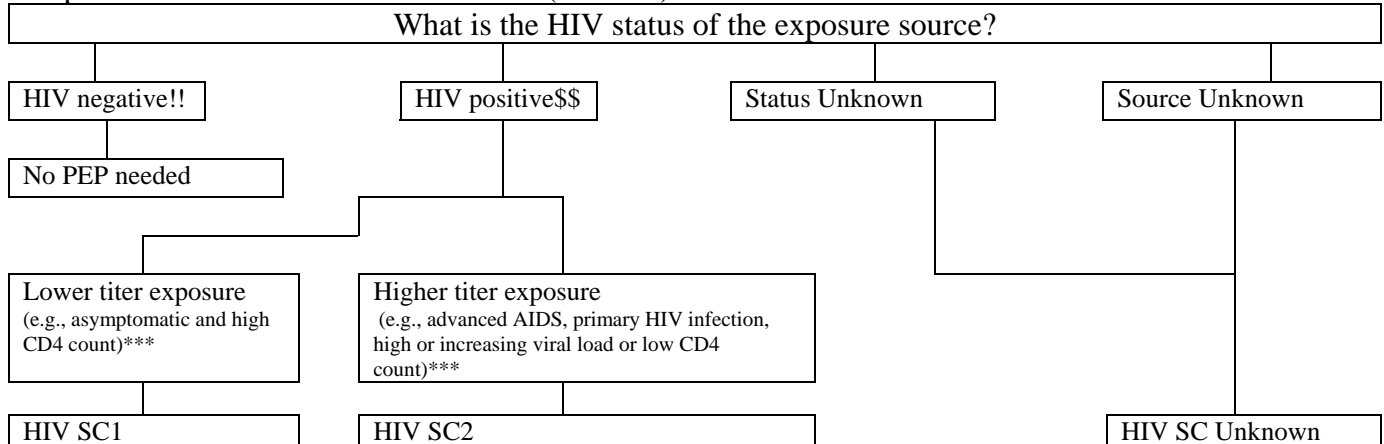 What is the HIV status of the exposure source?
HIV negative!!
HIV positive$$
Status Unknown
Source Unknown
No PEP needed
Lower titer exposure
(e.g., asymptomatic and high
CD4 count)***
Higher titer exposure
(e.g., advanced AIDS, primary HIV infection,
high or increasing viral load or low CD4
count)***
HIV SC1
HIV SC2
HIV SC Unknown